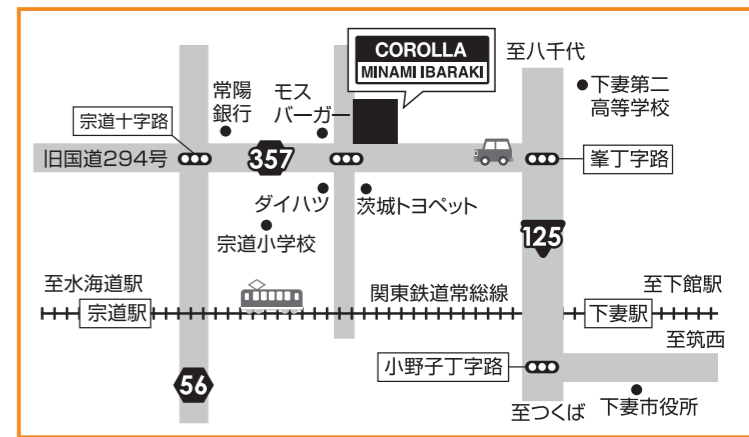 COROLLA
MINAMI IBARAKI
至八千代
常陽
銀行
モス
バーガー
下妻第二
高等学校
宗道十字路
旧国道294号
357
峯丁字路
ダイハツ
茨城トヨペット
宗道小学校
125
至水海道駅
関東鉄道常総線
至下館駅
宗道駅
下妻駅
至筑西
小野子丁字路
56
至つくば
下妻市役所